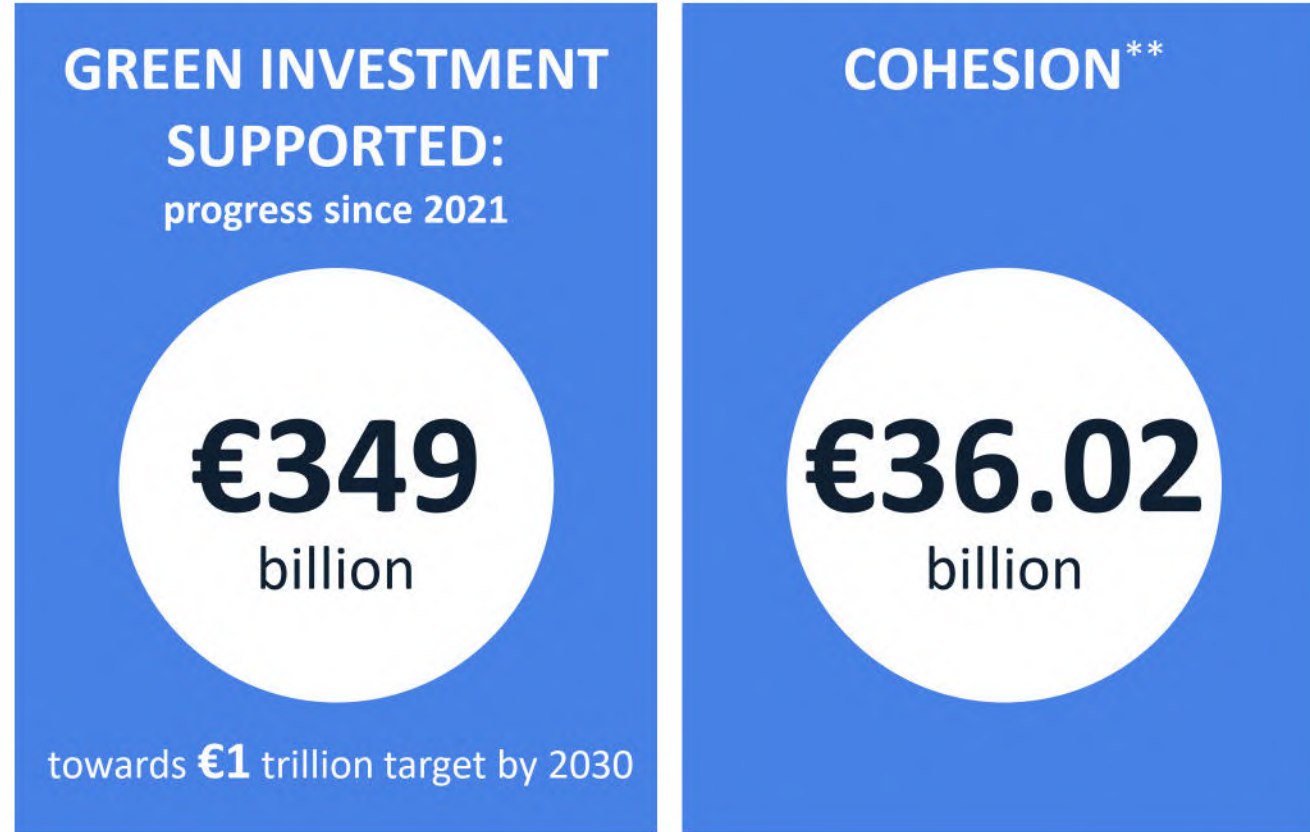 GREEN INVESTMENT
SUPPORTED:
progress since 2021
€349
billion
towards €1 trillion target by 2030
COHESION**
€36.02
billion